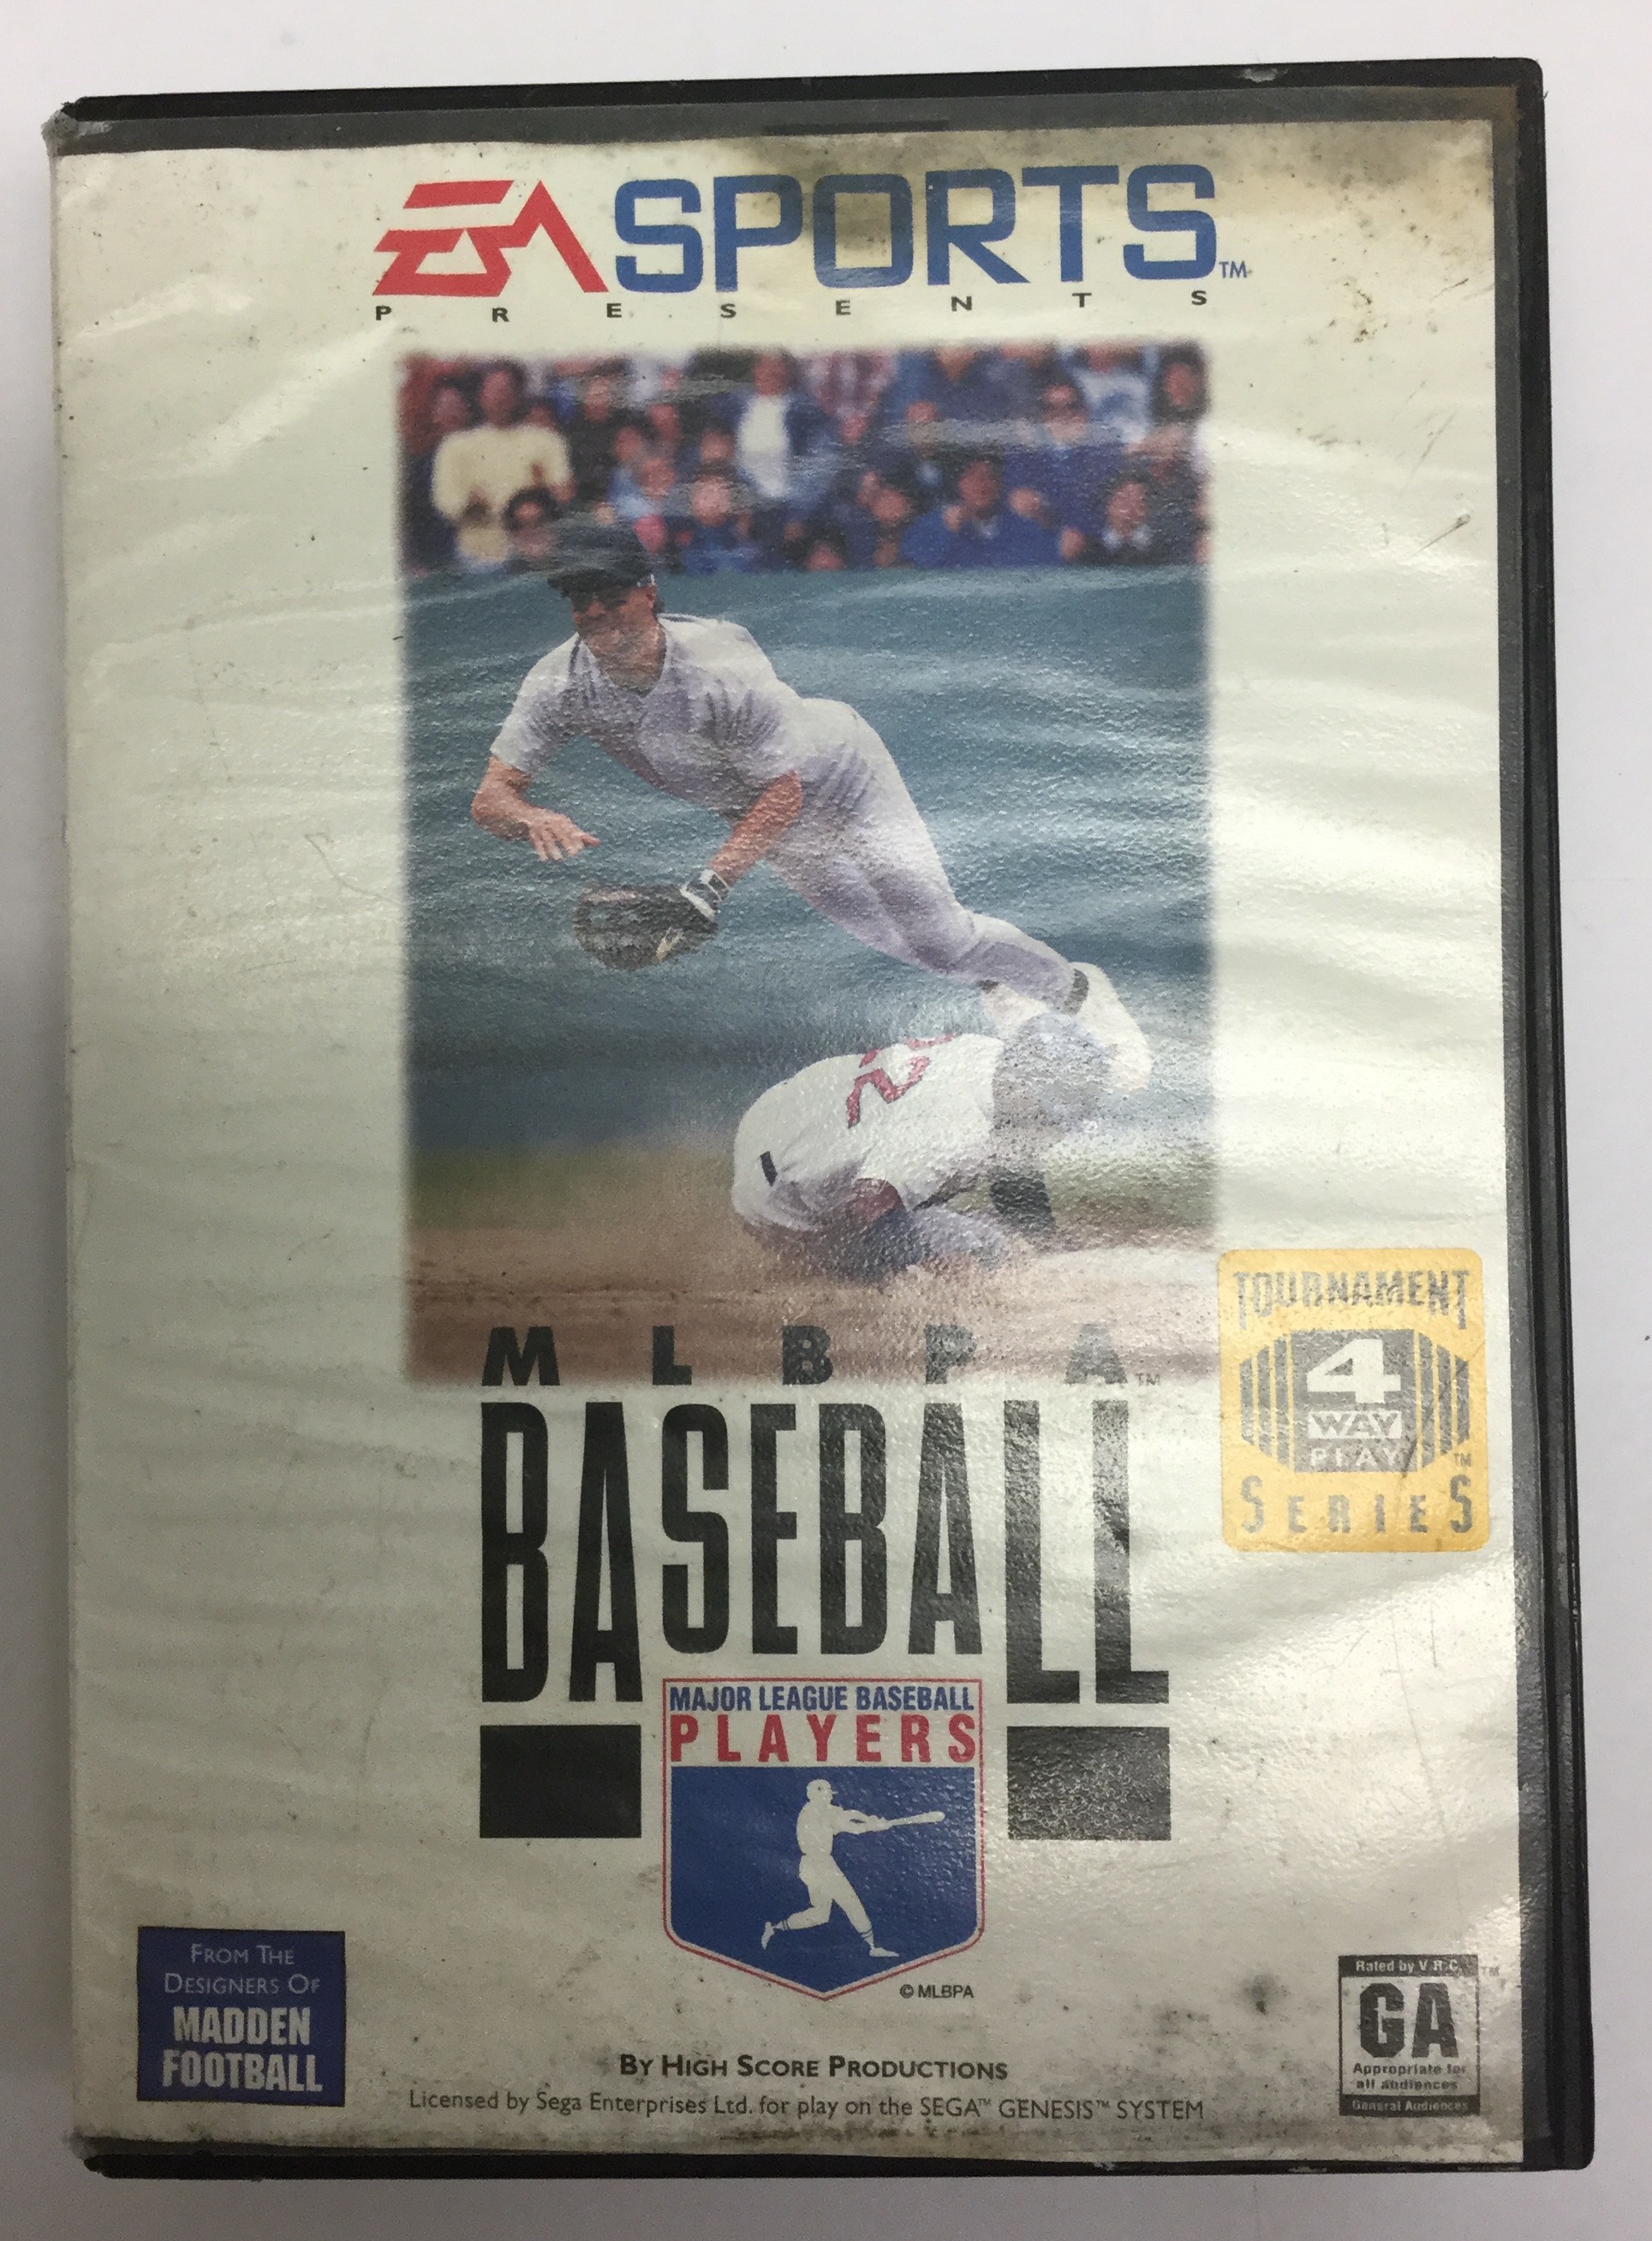 EA SPORTS™
PRESENTS
MLBPA™
BASEBALL
TOURNAMENT
4
WAY
PLAY™
SERIES
MAJOR LEAGUE BASEBALL
PLAYERS
© MLBPA
FROM THE
DESIGNERS OF
MADDEN
FOOTBALL
BY HIGH SCORE PRODUCTIONS
Licensed by Sega Enterprises Ltd. for play on the SEGA™ GENESIS™ SYSTEM
Rated by V.R.C.™
GA
Appropriate for
all audiences
General Audiences